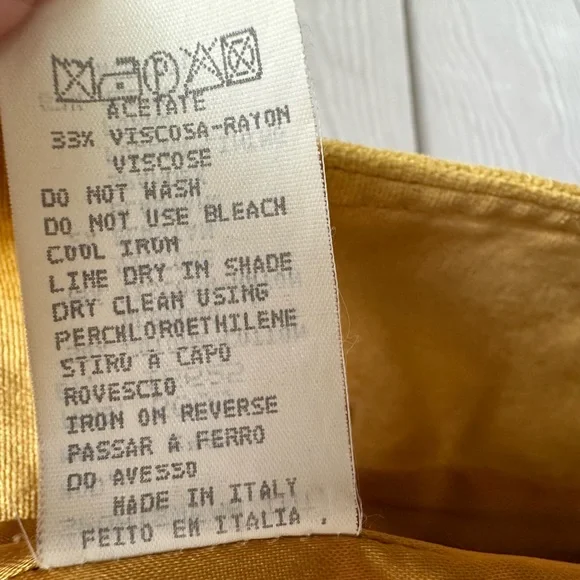 P
ACETATE
33% VISCOSA-RAYON
VISCOSE
DO NOT WASH
DO NOT USE BLEACH
COOL IRON
LINE DRY IN SHADE
DRY CLEAN USING
PERCHLOROETHILENE
STIRO A CAPO
ROVESCIO
IRON ON REVERSE
PASSAR A FERRO
DO AVESSO
MADE IN ITALY
FEITO EM ITALIA .